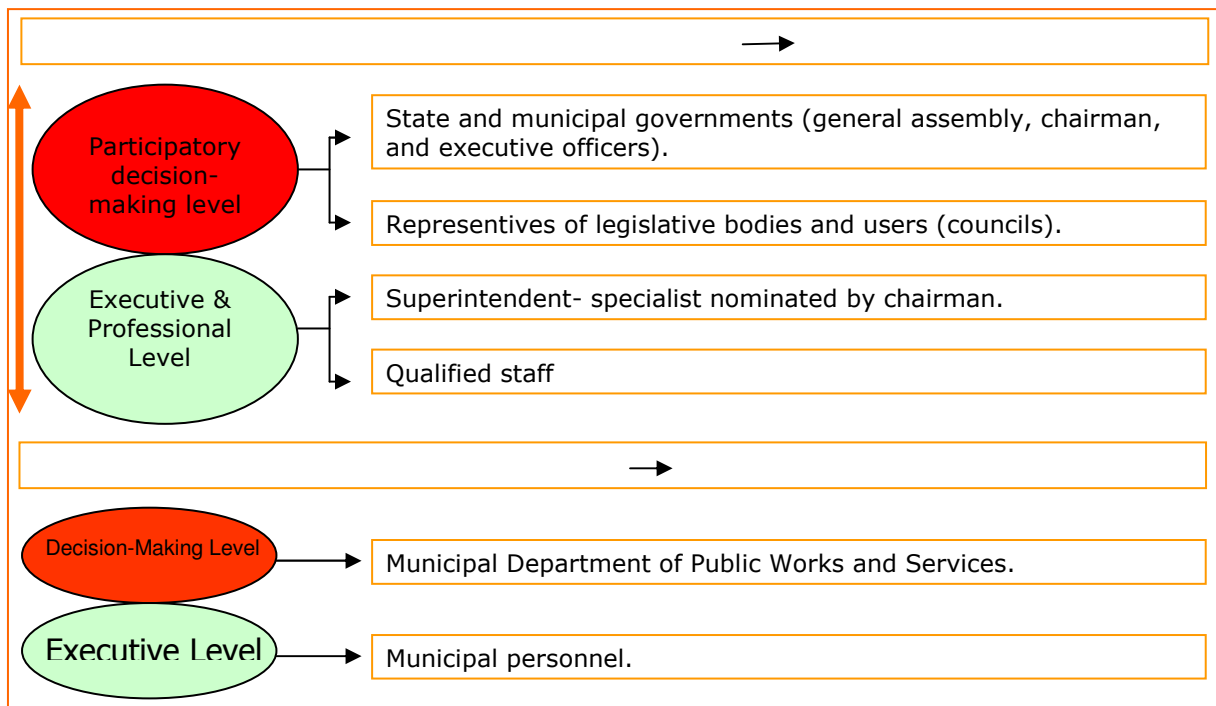 Participatory
decision-
making level
State and municipal governments (general assembly, chairman,
and executive officers).
Representives of legislative bodies and users (councils).
Executive &
Professional
Level
Superintendent- specialist nominated by chairman.
Qualified staff
Decision-Making Level
Municipal Department of Public Works and Services.
Executive Level
Municipal personnel.